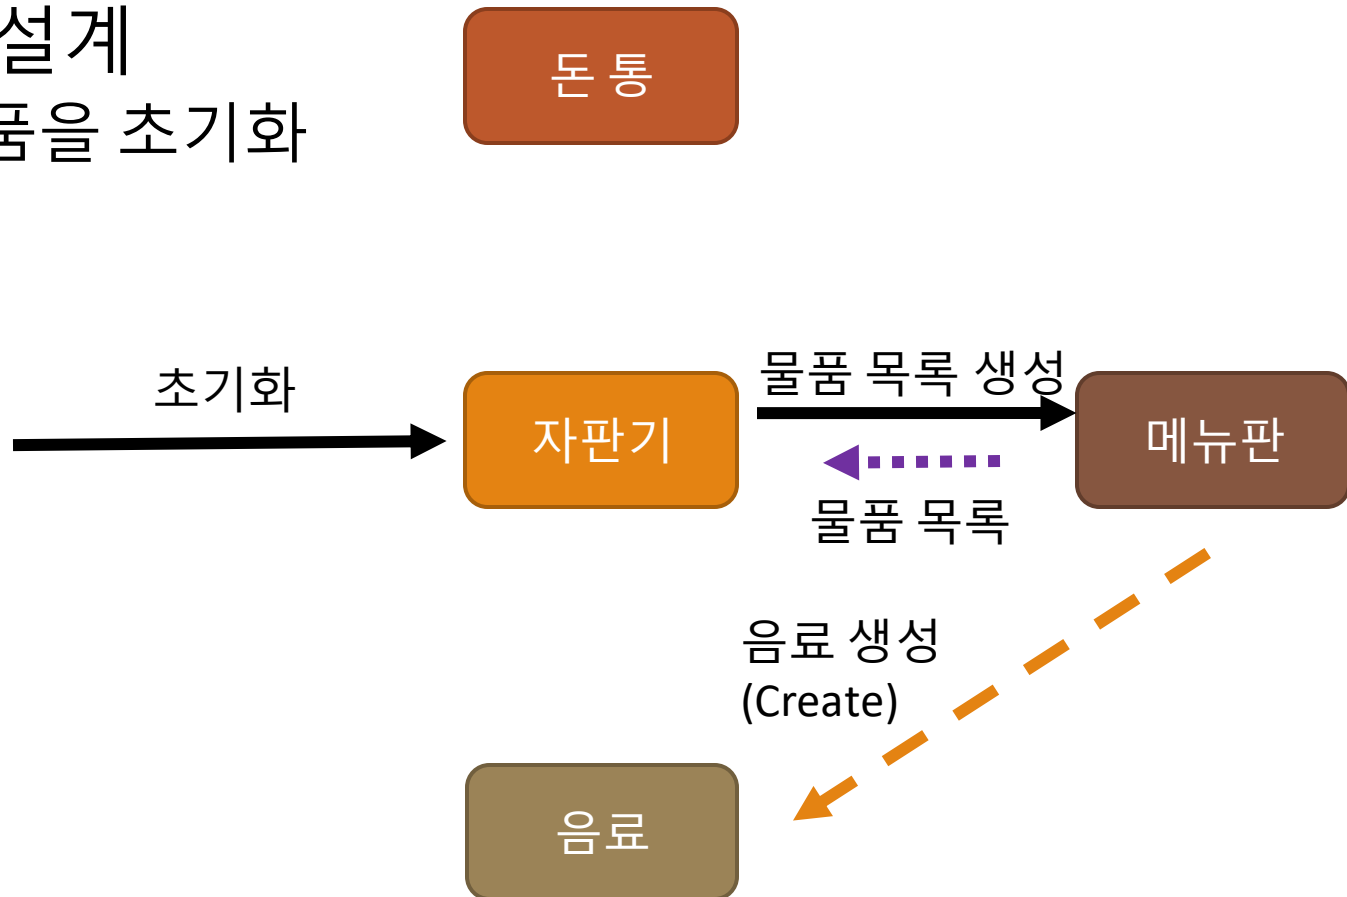 설계
품을 초기화
돈 통
초기화
자판기
물품 목록 생성
메뉴판
물품 목록
음료 생성
(Create)
음료